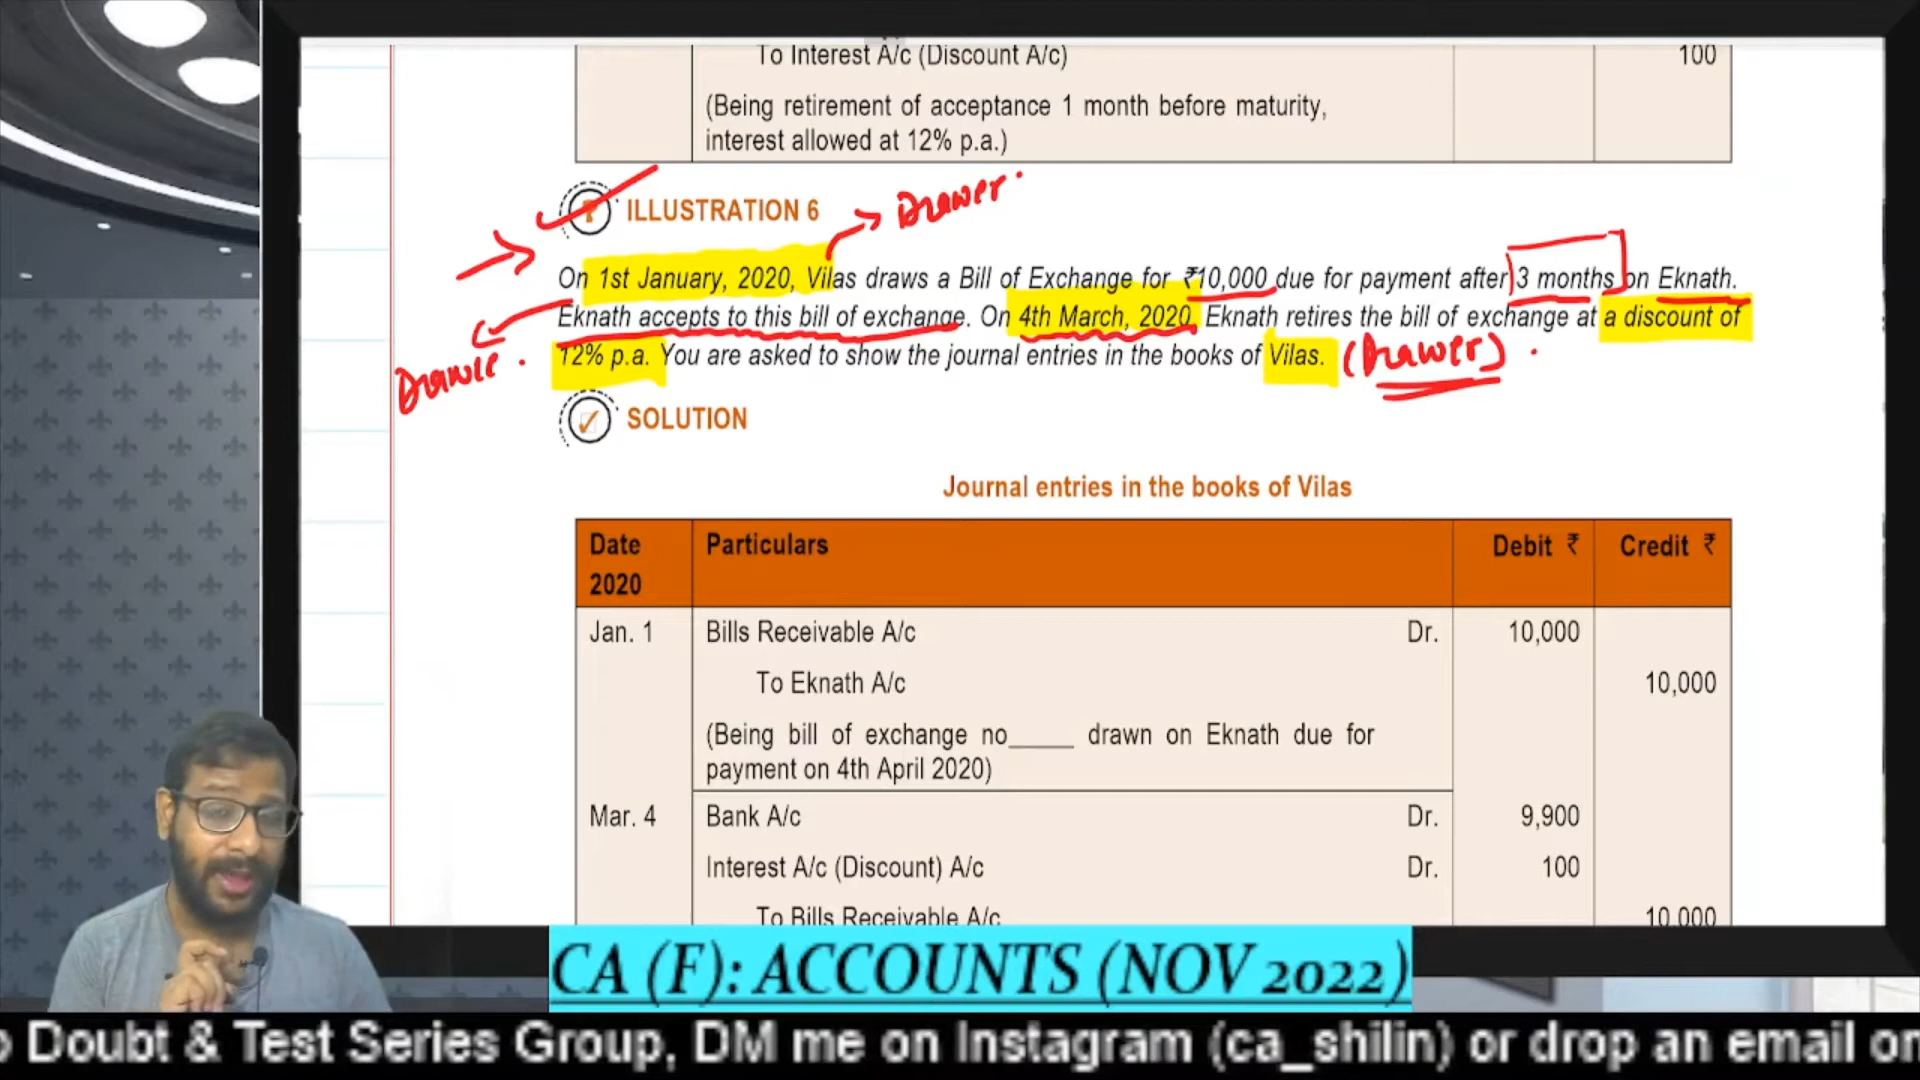 To Interest A/c (Discount A/c) 100
(Being retirement of acceptance 1 month before maturity,
interest allowed at 12% p.a.)
ILLUSTRATION 6
Drawer
On 1st January, 2020, Vilas draws a Bill of Exchange for ₹10,000 due for payment after 3 months on Eknath.
Eknath accepts to this bill of exchange. On 4th March, 2020, Eknath retires the bill of exchange at a discount of
12% p.a. You are asked to show the journal entries in the books of Vilas. (Drawer)
Drawee
SOLUTION
Journal entries in the books of Vilas
Date Particulars Debit ₹ Credit ₹
2020
Jan. 1 Bills Receivable A/c Dr. 10,000
To Eknath A/c 10,000
(Being bill of exchange no_____ drawn on Eknath due for
payment on 4th April 2020)
Mar. 4 Bank A/c Dr. 9,900
Interest A/c (Discount) A/c Dr. 100
To Bills Receivable A/c 10,000
CA (F): ACCOUNTS (NOV 2022)
Doubt & Test Series Group, DM me on Instagram (ca_shilin) or drop an email on